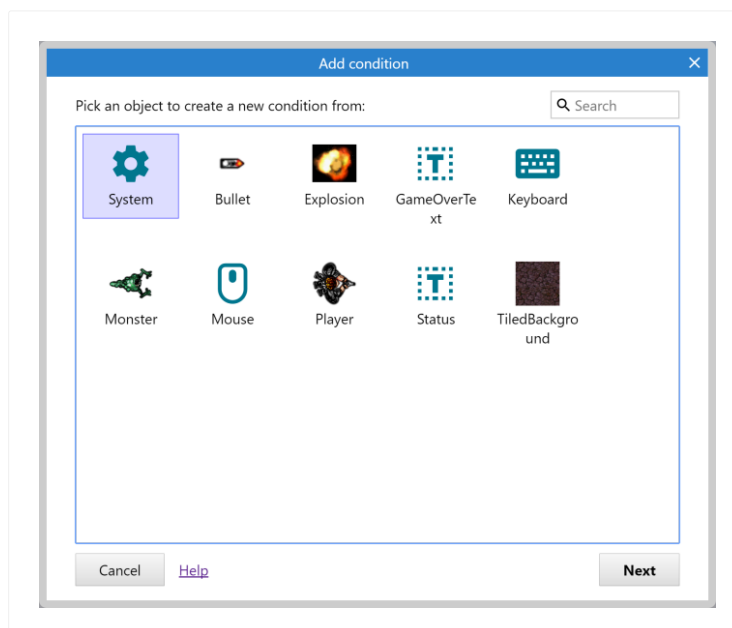 Add condition
Pick an object to create a new condition from:
Search
System
Bullet
Explosion
GameOverTe
xt
Keyboard
Monster
Mouse
Player
Status
TiledBackgro
und
Cancel
Help
Next